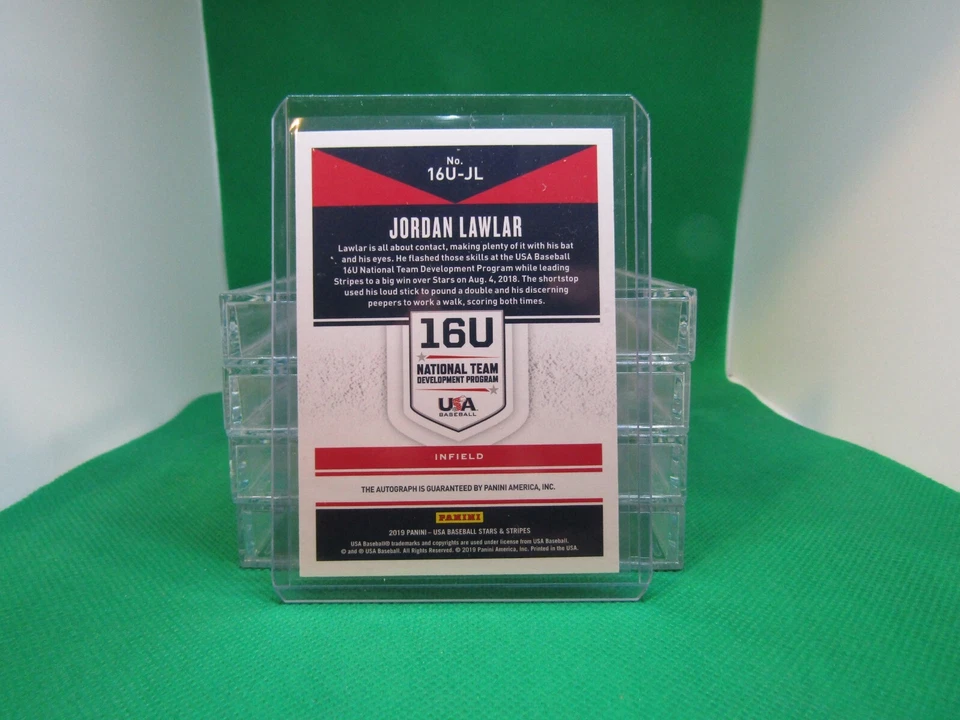 No.
16U-JL
JORDAN LAWLAR
Lawlar is all about contact, making plenty of it with his bat
and his eyes. He flashed those skills at the USA Baseball
16U National Team Development Program while leading
Stripes to a big win over Stars on Aug. 4, 2018. The shortstop
used his loud stick to pound a double and his discerning
peepers to work a walk, scoring both times.
16U
NATIONAL TEAM
DEVELOPMENT PROGRAM
USA
BASEBALL
INFIELD
THE AUTOGRAPH IS GUARANTEED BY PANINI AMERICA, INC.
PANINI
2019 PANINI – USA BASEBALL STARS & STRIPES
USA Baseball® trademarks and copyrights are used under license from USA Baseball.
© and ® USA Baseball. All Rights Reserved. © 2019 Panini America, Inc. Printed in the USA.